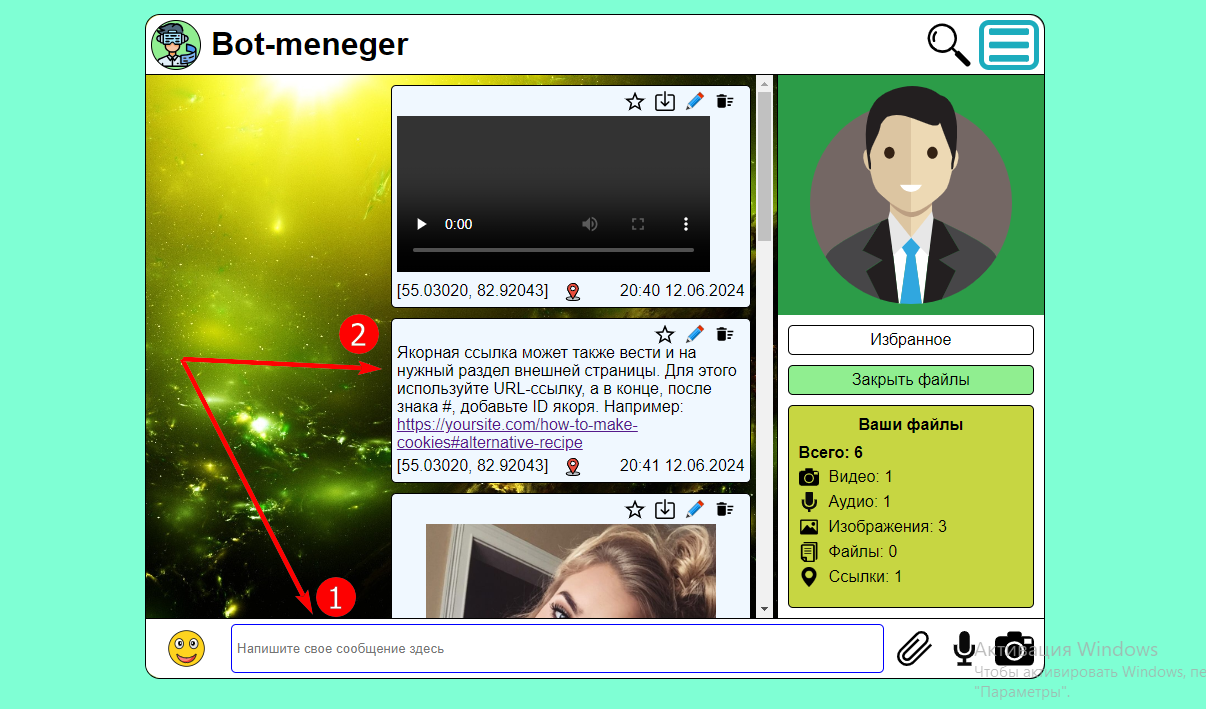 Bot-meneger
0:00
[55.03020, 82.92043] 20:40 12.06.2024
2
Якорная ссылка может также вести и на
нужный раздел внешней страницы. Для этого
используйте URL-ссылку, а в конце, после
знака #, добавьте ID якоря. Например:
https://yoursite.com/how-to-make-
cookies#alternative-recipe
[55.03020, 82.92043] 20:41 12.06.2024
1
Напишите свое сообщение здесь
Избранное
Закрыть файлы
Ваши файлы
Всего: 6
Видео: 1
Аудио: 1
Изображения: 3
Файлы: 0
Ссылки: 1
Активация Windows
Чтобы активировать Windows, пе
"Параметры".